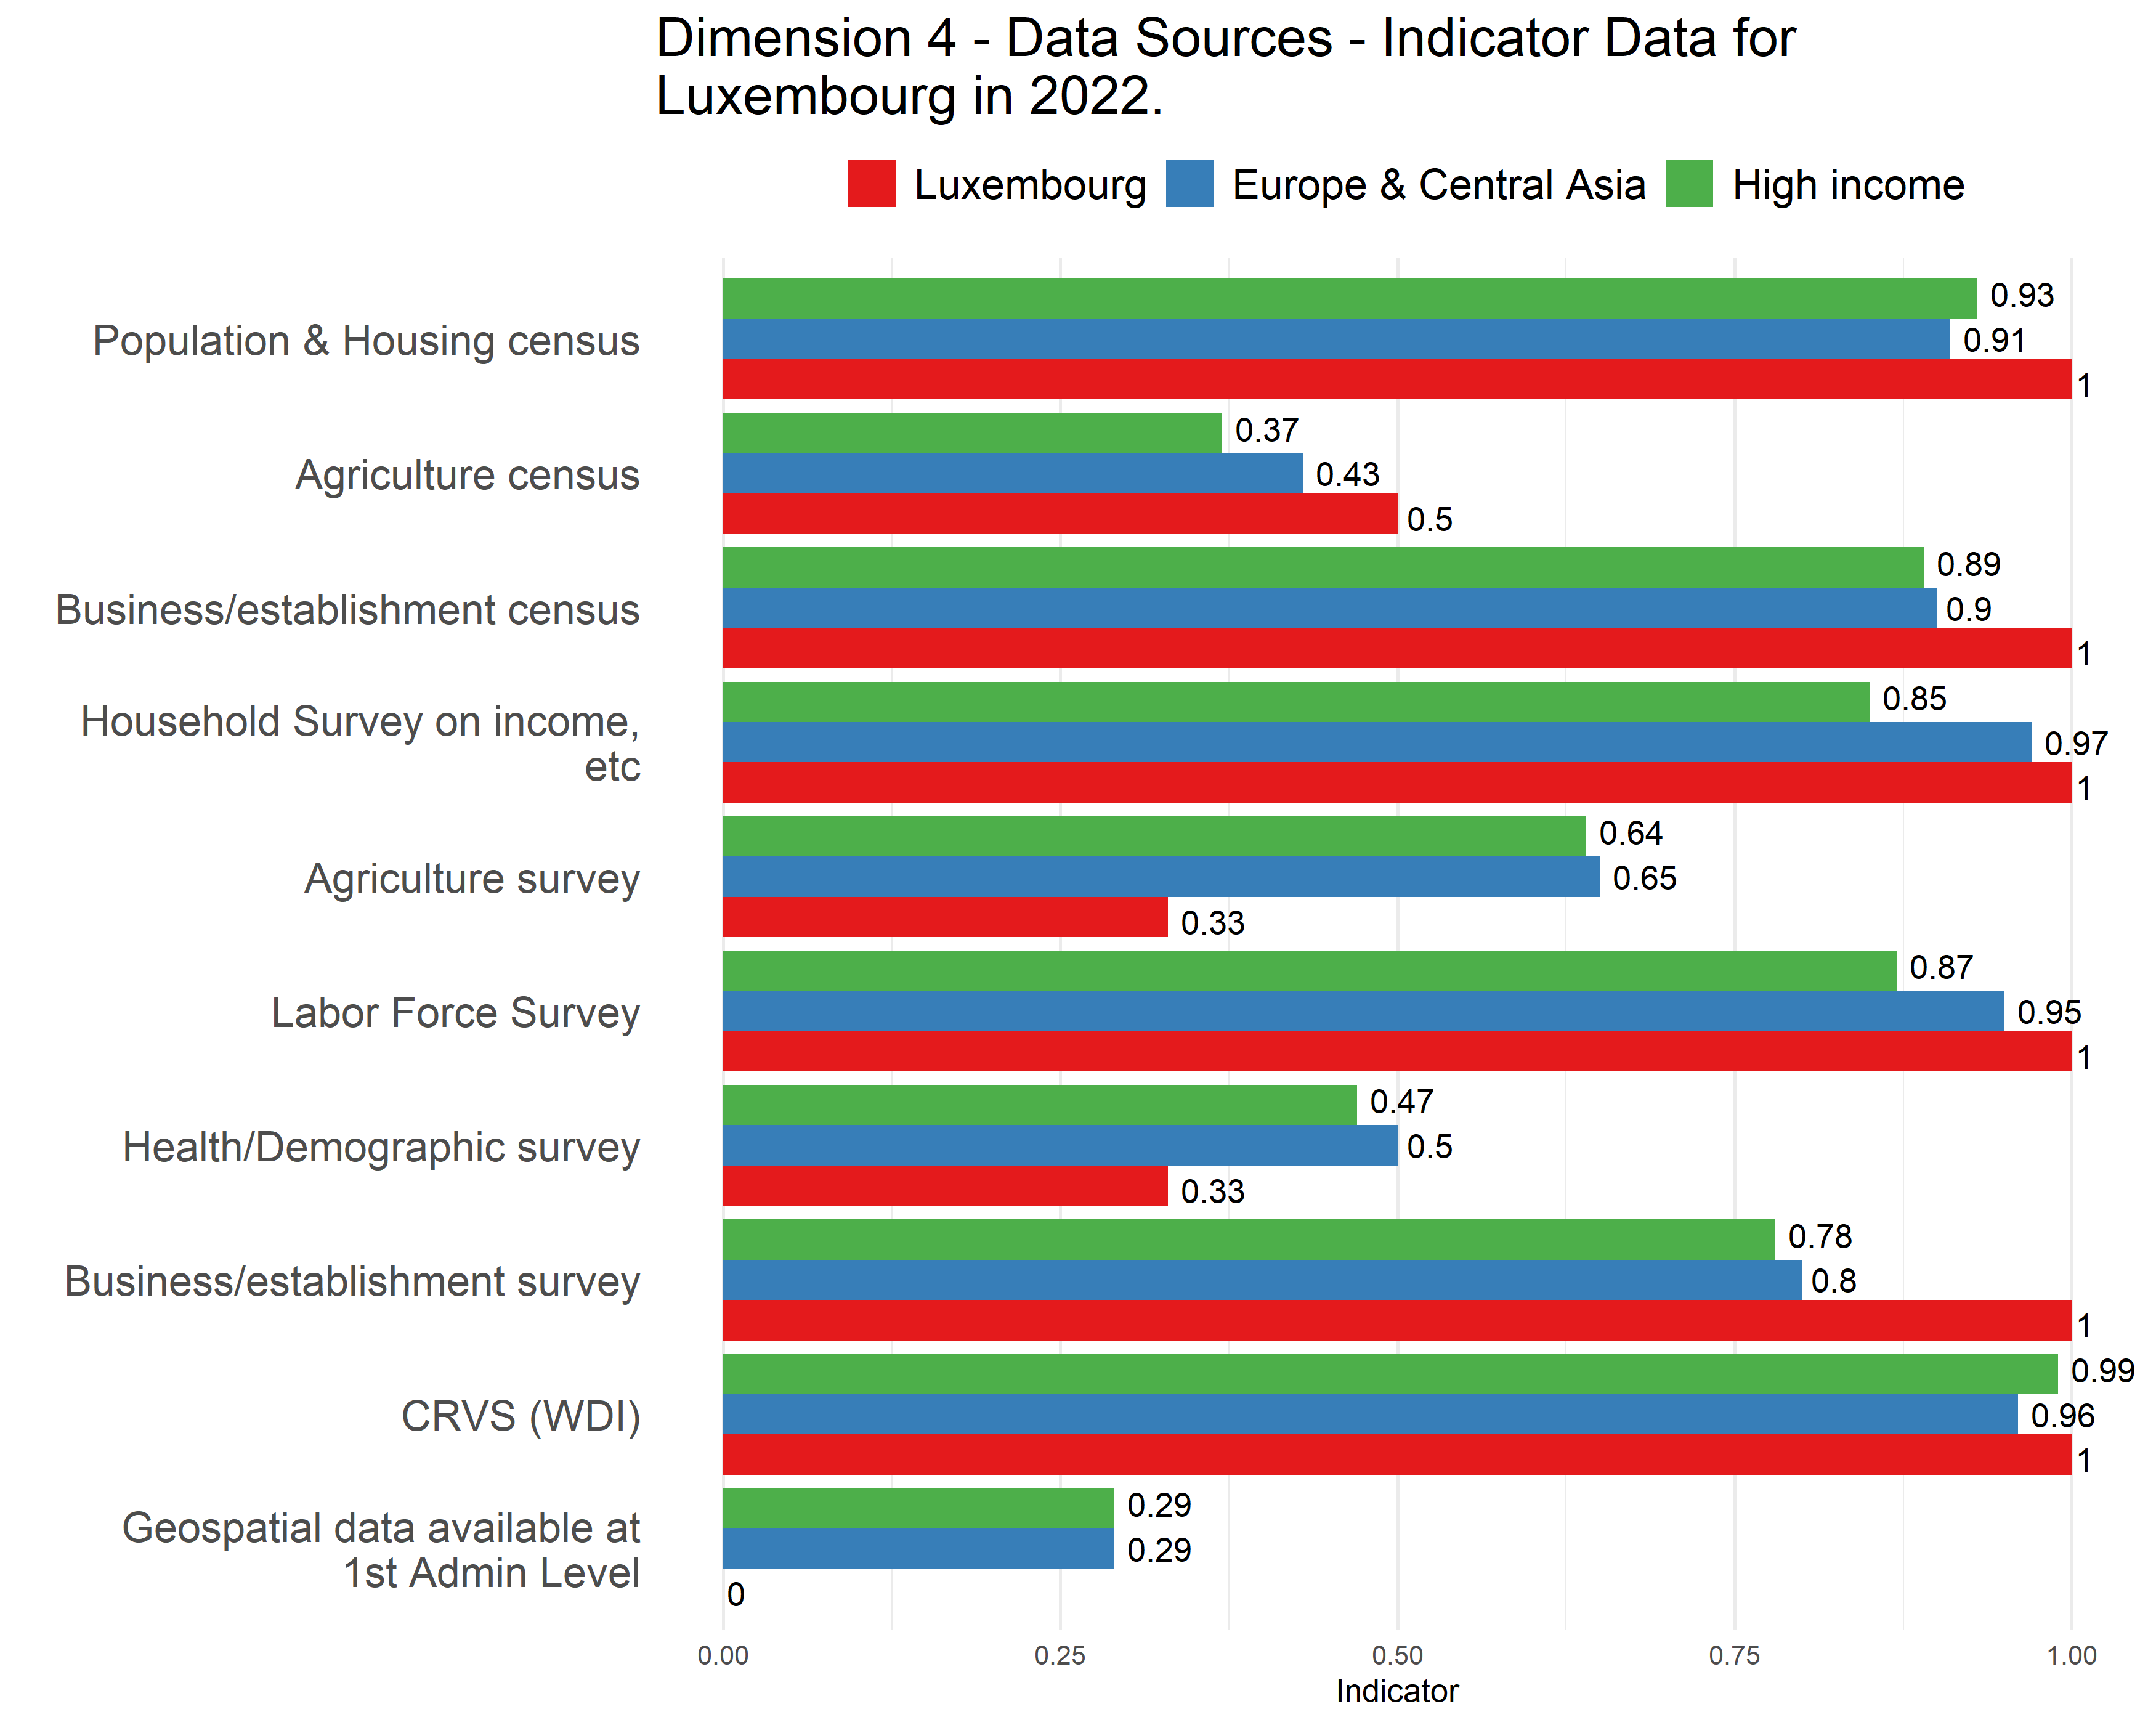 Dimension 4 - Data Sources - Indicator Data for
Luxembourg in 2022.
Luxembourg
Europe & Central Asia
High income
Population & Housing census
0.93
0.91
1
Agriculture census
0.37
0.43
0.5
Business/establishment census
0.89
0.9
1
Household Survey on income,
etc
0.85
0.97
1
Agriculture survey
0.64
0.65
0.33
Labor Force Survey
0.87
0.95
1
Health/Demographic survey
0.47
0.5
0.33
Business/establishment survey
0.78
0.8
1
CRVS (WDI)
0.99
0.96
1
Geospatial data available at
1st Admin Level
0.29
0.29
0
0.00
0.25
0.50
0.75
1.00
Indicator